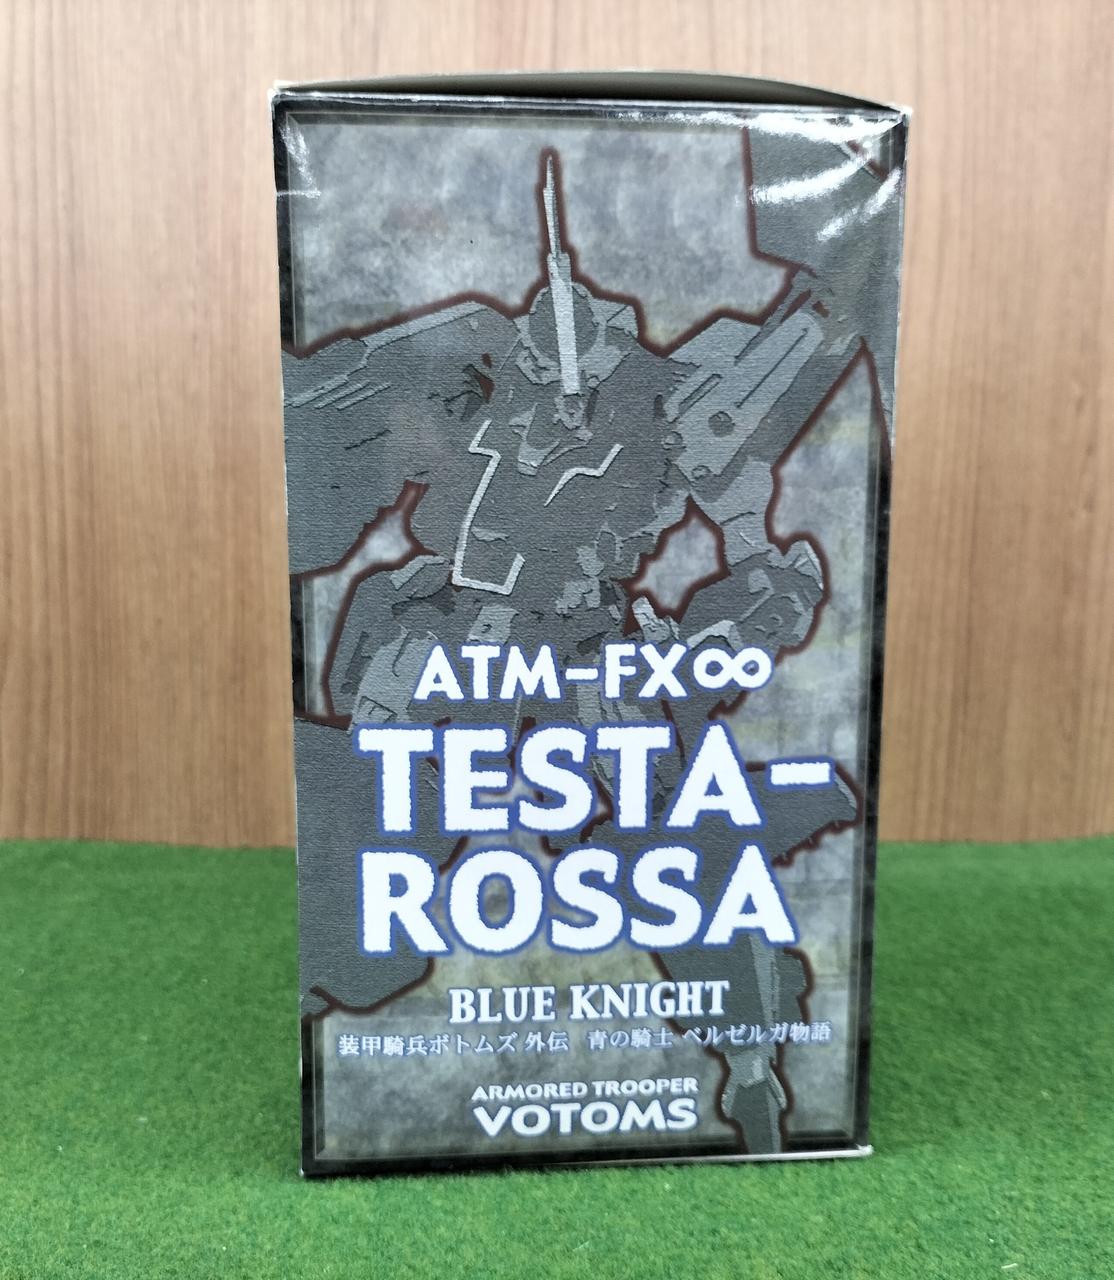 ATM-FX∞
TESTA-
ROSSA
BLUE KNIGHT
装甲騎兵ボトムズ 外伝 青の騎士 ベルゼルガ物語
ARMORED TROOPER
VOTOMS